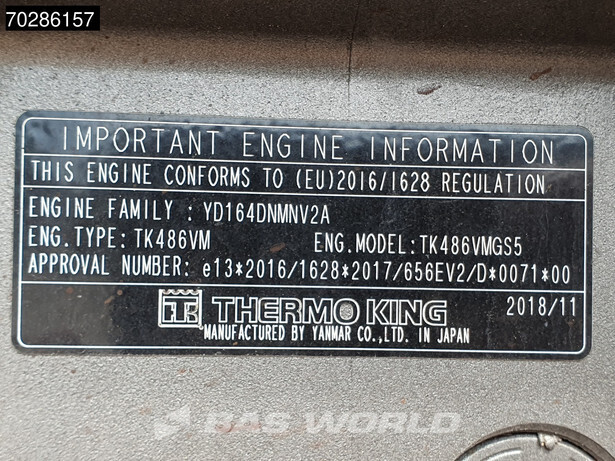 70286157
IMPORTANT ENGINE INFORMATION
THIS ENGINE CONFORMS TO (EU)2016/1628 REGULATION
ENGINE FAMILY : YD164DNMNV2A
ENG.TYPE: TK486VM ENG.MODEL:TK486VMGS5
APPROVAL NUMBER: e13*2016/1628*2017/656EV2/D*0071*00
TK THERMO KING 2018/11
MANUFACTURED BY YANMAR CO.,LTD. IN JAPAN
BAS WORLD